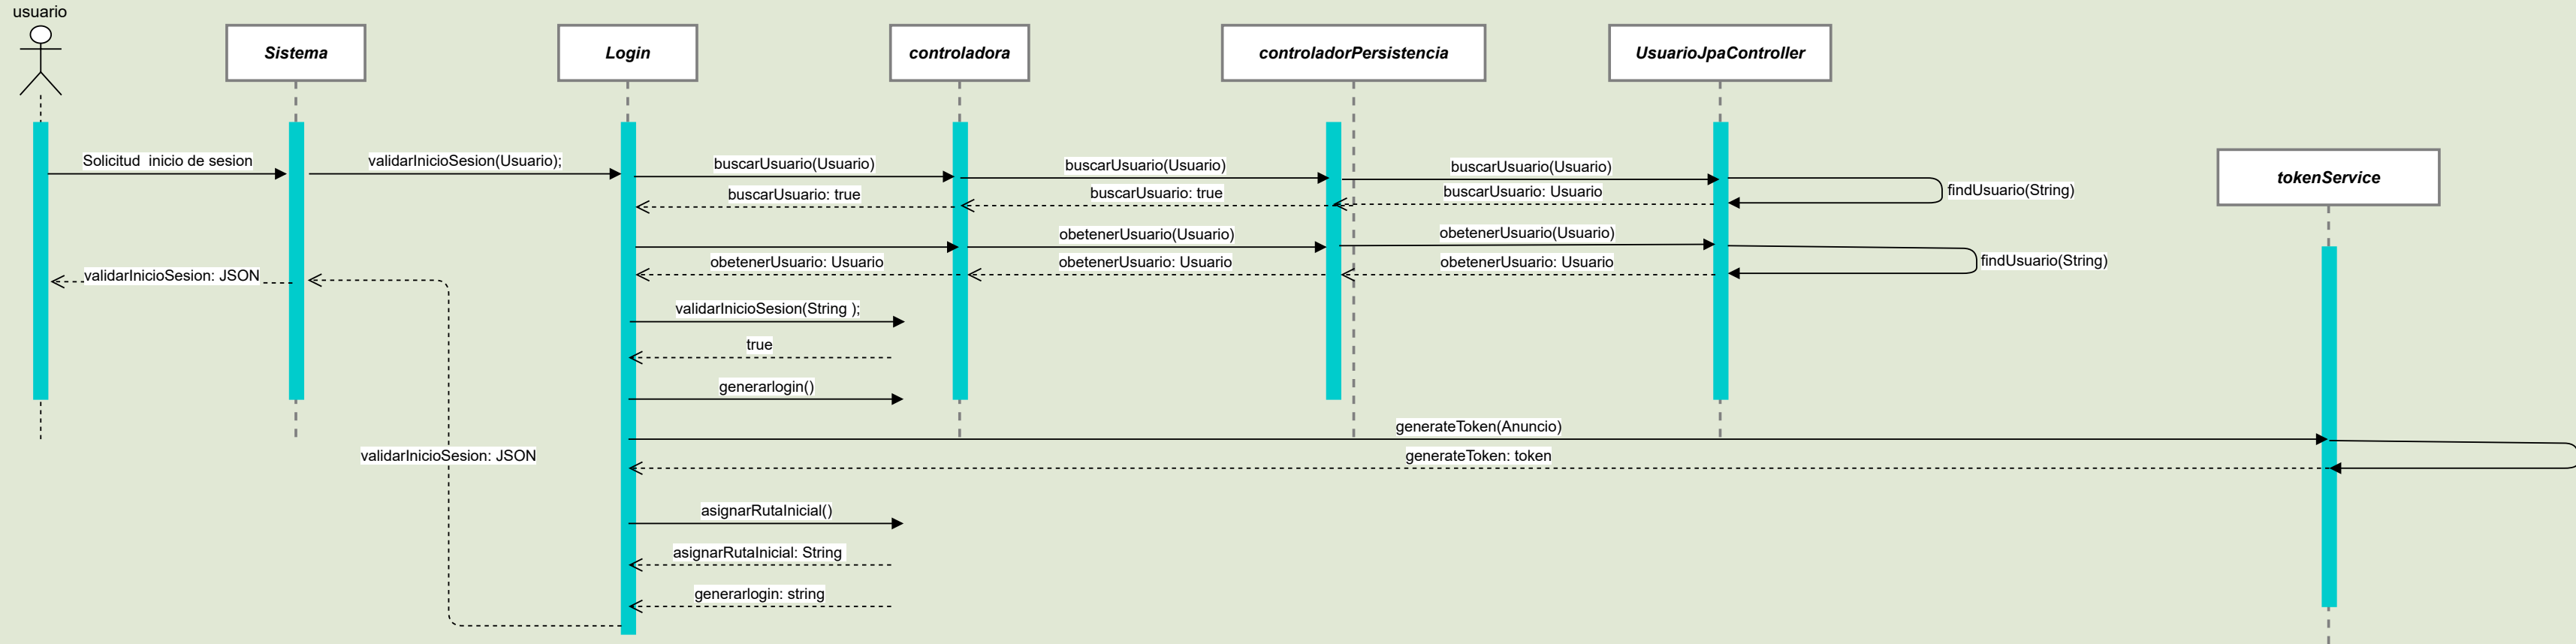 usuario
Sistema
Login
controladora
controladorPersistencia
UsuarioJpaController
tokenService
Solicitud  inicio de sesion
validarInicioSesion(Usuario);
buscarUsuario(Usuario)
buscarUsuario(Usuario)
buscarUsuario(Usuario)
findUsuario(String)
buscarUsuario: true
buscarUsuario: true
buscarUsuario: Usuario
obetenerUsuario(Usuario)
obetenerUsuario(Usuario)
findUsuario(String)
validarInicioSesion: JSON
obetenerUsuario: Usuario
obetenerUsuario: Usuario
obetenerUsuario: Usuario
validarInicioSesion(String );
true
generarlogin()
generateToken(Anuncio)
validarInicioSesion: JSON
generateToken: token
asignarRutaInicial()
asignarRutaInicial: String
generarlogin: string